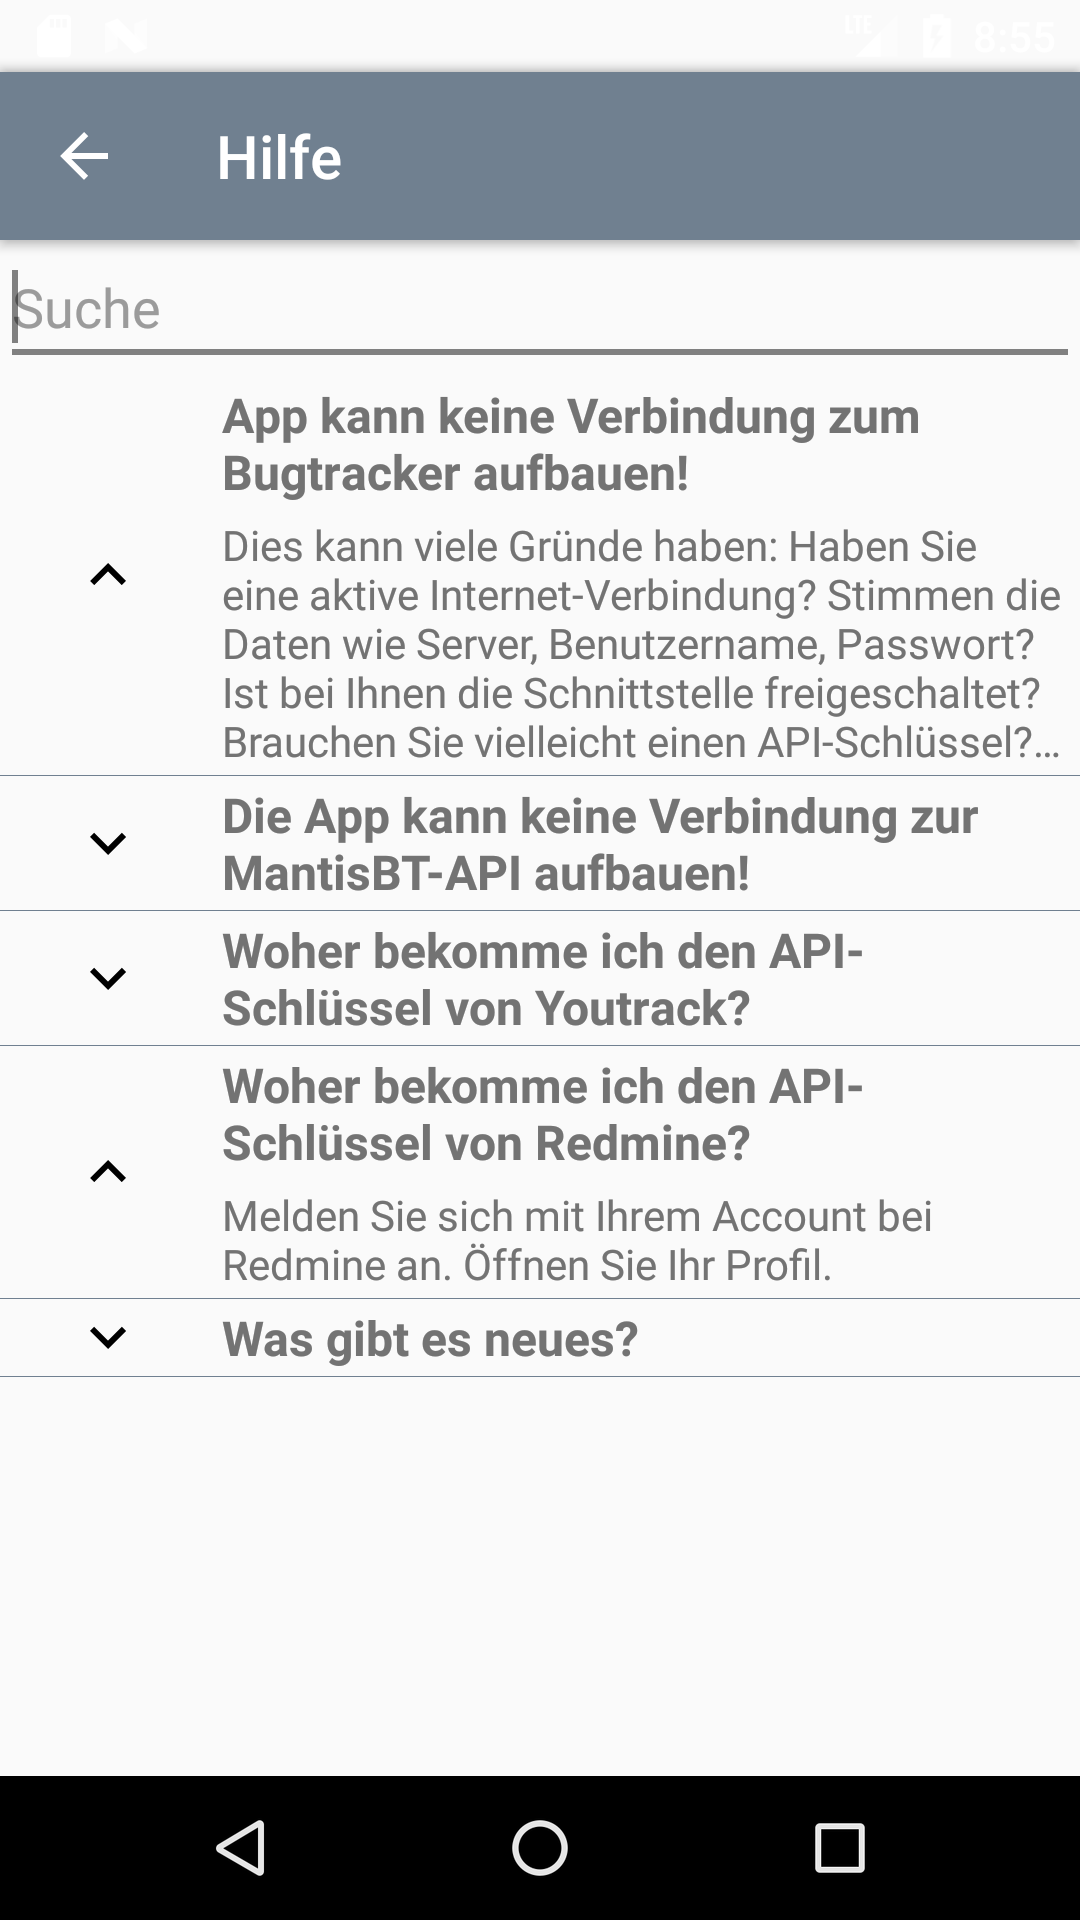 LTE 8:55
Hilfe
Suche
App kann keine Verbindung zum
Bugtracker aufbauen!
Dies kann viele Gründe haben: Haben Sie
eine aktive Internet-Verbindung? Stimmen die
Daten wie Server, Benutzername, Passwort?
Ist bei Ihnen die Schnittstelle freigeschaltet?
Brauchen Sie vielleicht einen API-Schlüssel?…
Die App kann keine Verbindung zur
MantisBT-API aufbauen!
Woher bekomme ich den API-
Schlüssel von Youtrack?
Woher bekomme ich den API-
Schlüssel von Redmine?
Melden Sie sich mit Ihrem Account bei
Redmine an. Öffnen Sie Ihr Profil.
Was gibt es neues?